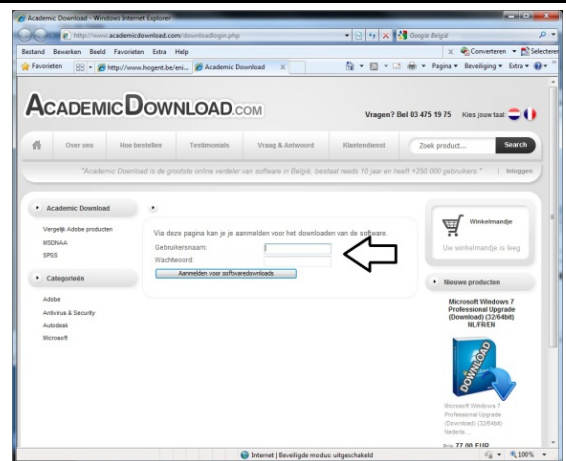 Academic Download - Windows Internet Explorer
http://www.academicdownload.com/downloadlogin.php
Google België
Bestand Bewerken Beeld Favorieten Extra Help
x Converteren Selecteren
Favorieten http://www.hogent.be/eni... Academic Download x
Pagina Beveiliging Extra
ACADEMICDOWNLOAD.COM
Vragen? Bel 03 475 19 75 Kies jouw taal:
Over ons Hoe bestellen Testimonials Vraag & Antwoord Klantendienst Zoek product... Search
"Academic Download is de grootste online verdeler van software in België, bestaat reeds 10 jaar en heeft +250.000 gebruikers." | Inloggen
Academic Download
Vergelijk Adobe producten
MSDNAA
SPSS
Categorieën
Adobe
Antivirus & Security
Autodesk
Microsoft
Via deze pagina kan je je aanmelden voor het downloaden van de software.
Gebruikersnaam:
Wachtwoord:
Aanmelden voor softwaredownloads
Winkelmandje
Uw winkelmandje is leeg
Nieuwe producten
Microsoft Windows 7
Professional Upgrade
(Download) (32/64bit)
NL/FR/EN
DOWNLOAD
Microsoft Windows 7
Professional Upgrade
(Download) (32/64bit)
Nederla...
Prijs 77,00 EUR
Internet | Beveiligde modus: uitgeschakeld
100%